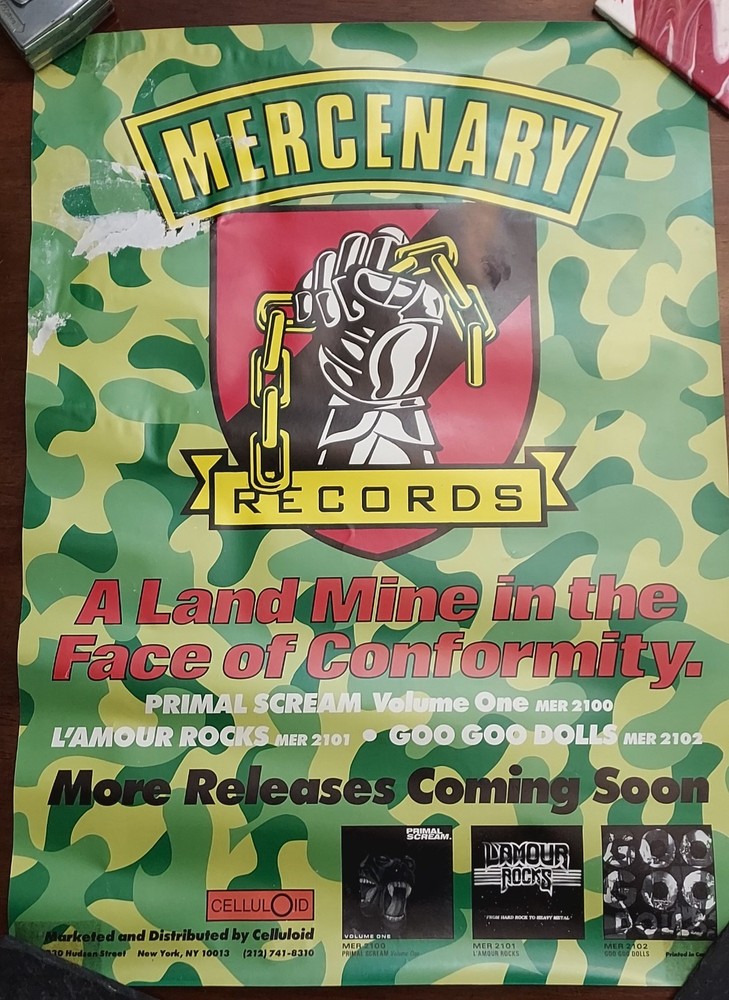 MERCENARY
RECORDS
A Land Mine in the
Face of Conformity.
PRIMAL SCREAM Volume One MER 2100
L'AMOUR ROCKS MER 2101 • GOO GOO DOLLS MER 2102
More Releases Coming Soon
PRIMAL
SCREAM.
VOLUME ONE
L'AMOUR
ROCKS
"FROM HARD ROCK TO HEAVY METAL"
GOO
GOO
DOLLS
CELLULOID
Marketed and Distributed by Celluloid
Hudson Street New York, NY 10013 (212) 741-8310
MER 2100
PRIMAL SCREAM Volume One
MER 2101
L'AMOUR ROCKS
MER 2102
GOO GOO DOLLS
Printed in